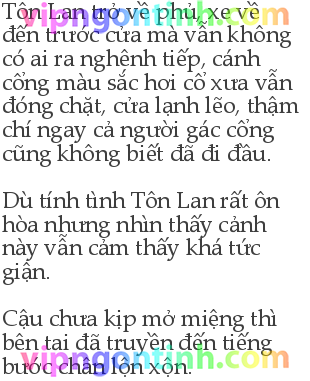 Tôn Lan trở về phủ, xe về
đến trước cửa mà vẫn không
có ai ra nghênh tiếp, cánh
cổng màu sắc hơi cổ xưa vẫn
đóng chặt, cửa lạnh lẽo, thậm
chí ngay cả người gác cổng
cũng không biết đã đi đầu.
Dù tính tình Tôn Lan rất ôn
hòa nhưng nhìn thấy cảnh
này vẫn cảm thấy khá tức
giận.
Cậu chưa kịp mở miệng thì
bên tai đã truyền đến tiếng
bước chân lộn xộn.
vipngontinh.com
vipngontinh.com